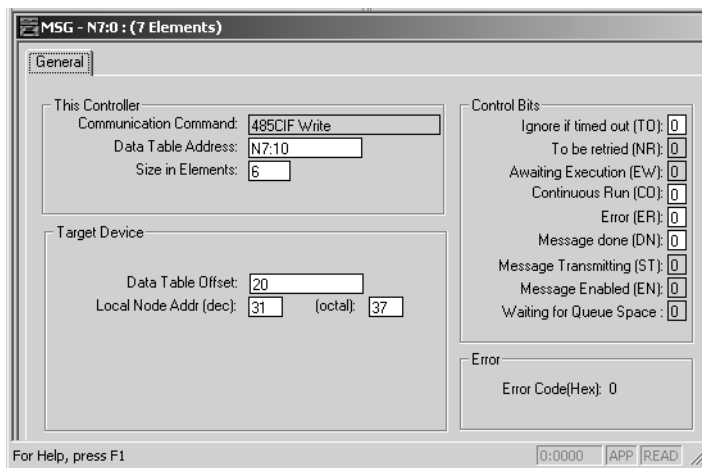 MSG - N7:0 : (7 Elements)
General
This Controller
Communication Command: 485CIF Write
Data Table Address: N7:10
Size in Elements: 6
Target Device
Data Table Offset: 20
Local Node Addr (dec): 31 (octal): 37
Control Bits
Ignore if timed out (TO): 0
To be retried (NR): 0
Awaiting Execution (EW): 0
Continuous Run (CO): 0
Error (ER): 0
Message done (DN): 0
Message Transmitting (ST): 0
Message Enabled (EN): 0
Waiting for Queue Space : 0
Error
Error Code(Hex): 0
For Help, press F1
0:0000 APP READ